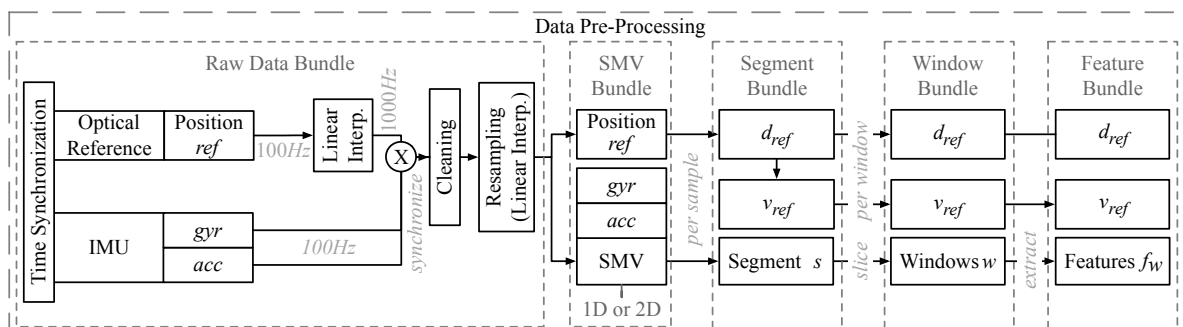 Data Pre-Processing
Raw Data Bundle
Time Synchronization
Optical
Reference
Position
ref
100Hz
Linear
Interp.
1000Hz
X
synchronize
IMU
gyr
acc
100Hz
Cleaning
Resampling
(Linear Interp.)
SMV
Bundle
Position
ref
gyr
acc
SMV
1D or 2D
per sample
Segment
Bundle
d_ref
v_ref
Segment s
per window
slice
Window
Bundle
d_ref
v_ref
Windows w
extract
Feature
Bundle
d_ref
v_ref
Features f_w